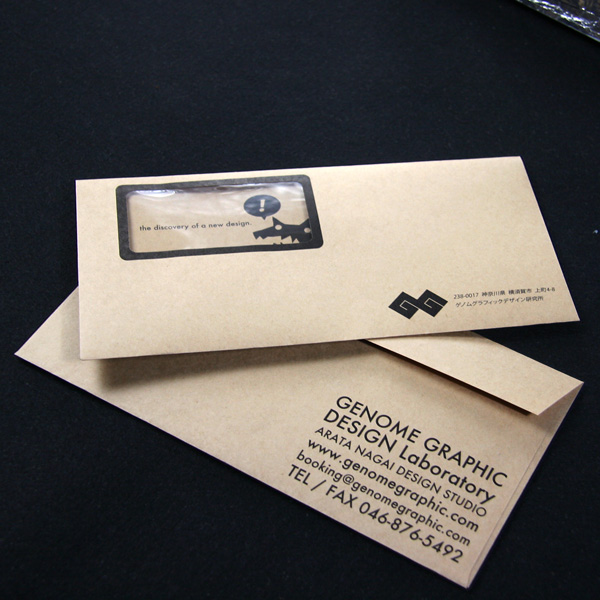 the discovery of a new design.
!
GG
238-0017 神奈川県 横須賀市 上町4-6
ゲノムグラフィックデザイン研究所
GENOME GRAPHIC
DESIGN Laboratory
ARATA NAGAI DESIGN STUDIO
www.genomegraphic.com
booking@genomegraphic.com
TEL / FAX 046-876-5492